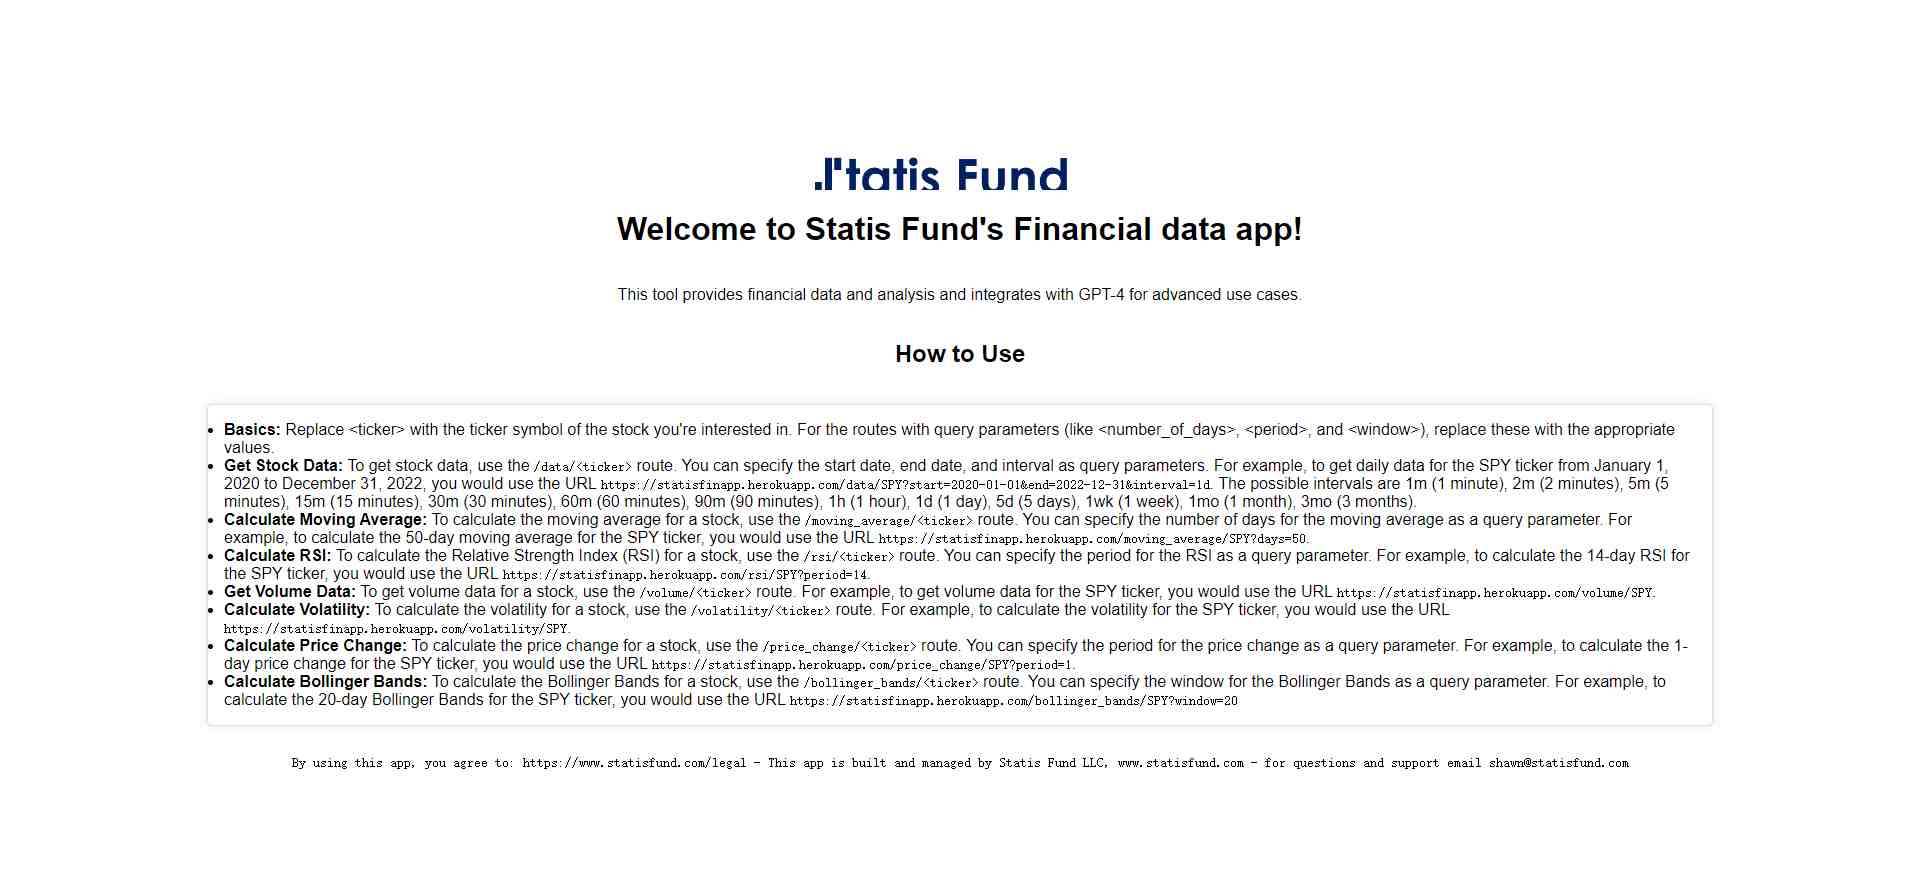 Statis Fund
Welcome to Statis Fund's Financial data app!
This tool provides financial data and analysis and integrates with GPT-4 for advanced use cases.
How to Use
• Basics: Replace <ticker> with the ticker symbol of the stock you're interested in. For the routes with query parameters (like <number_of_days>, <period>, and <window>), replace these with the appropriate
values.
• Get Stock Data: To get stock data, use the /data/<ticker> route. You can specify the start date, end date, and interval as query parameters. For example, to get daily data for the SPY ticker from January 1,
2020 to December 31, 2022, you would use the URL https://statisfinapp.herokuapp.com/data/SPY?start=2020-01-01&end=2022-12-31&interval=1d. The possible intervals are 1m (1 minute), 2m (2 minutes), 5m (5
minutes), 15m (15 minutes), 30m (30 minutes), 60m (60 minutes), 90m (90 minutes), 1h (1 hour), 1d (1 day), 5d (5 days), 1wk (1 week), 1mo (1 month), 3mo (3 months).
• Calculate Moving Average: To calculate the moving average for a stock, use the /moving_average/<ticker> route. You can specify the number of days for the moving average as a query parameter. For
example, to calculate the 50-day moving average for the SPY ticker, you would use the URL https://statisfinapp.herokuapp.com/moving_average/SPY?days=50.
• Calculate RSI: To calculate the Relative Strength Index (RSI) for a stock, use the /rsi/<ticker> route. You can specify the period for the RSI as a query parameter. For example, to calculate the 14-day RSI for
the SPY ticker, you would use the URL https://statisfinapp.herokuapp.com/rsi/SPY?period=14.
• Get Volume Data: To get volume data for a stock, use the /volume/<ticker> route. For example, to get volume data for the SPY ticker, you would use the URL https://statisfinapp.herokuapp.com/volume/SPY.
• Calculate Volatility: To calculate the volatility for a stock, use the /volatility/<ticker> route. For example, to calculate the volatility for the SPY ticker, you would use the URL
https://statisfinapp.herokuapp.com/volatility/SPY.
• Calculate Price Change: To calculate the price change for a stock, use the /price_change/<ticker> route. You can specify the period for the price change as a query parameter. For example, to calculate the 1-
day price change for the SPY ticker, you would use the URL https://statisfinapp.herokuapp.com/price_change/SPY?period=1.
• Calculate Bollinger Bands: To calculate the Bollinger Bands for a stock, use the /bollinger_bands/<ticker> route. You can specify the window for the Bollinger Bands as a query parameter. For example, to
calculate the 20-day Bollinger Bands for the SPY ticker, you would use the URL https://statisfinapp.herokuapp.com/bollinger_bands/SPY?window=20
By using this app, you agree to: https://www.statisfund.com/legal - This app is built and managed by Statis Fund LLC, www.statisfund.com - for questions and support email shawn@statisfund.com